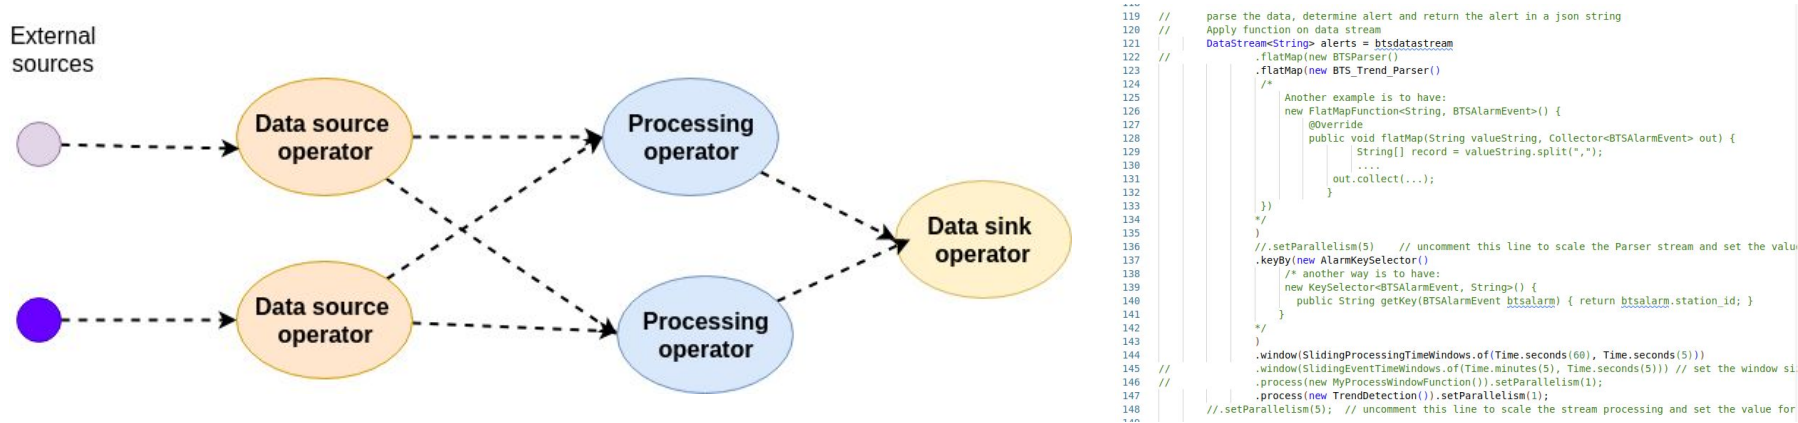 External
sources
Data source
operator
Data source
operator
Processing
operator
Processing
operator
Data sink
operator
119 // parse the data, determine alert and return the alert in a json string
120 // Apply function on data stream
121 DataStream<String> alerts = btsdatastream
122 // .flatMap(new BTSParser()
123 .flatMap(new BTS_Trend_Parser()
124 /*
125 Another example is to have:
126 new FlatMapFunction<String, BTSAlarmEvent>() {
127 @Override
128 public void flatMap(String valueString, Collector<BTSAlarmEvent> out) {
129 String[] record = valueString.split(",");
130 ....
131 out.collect(...);
132 }
133 })
134 */
135 )
136 //.setParallelism(5) // uncomment this line to scale the Parser stream and set the valu
137 .keyBy(new AlarmKeySelector()
138 /* another way is to have:
139 new KeySelector<BTSAlarmEvent, String>() {
140 public String getKey(BTSAlarmEvent btsalarm) { return btsalarm.station_id; }
141 }
142 */
143 )
144 .window(SlidingProcessingTimeWindows.of(Time.seconds(60), Time.seconds(5)))
145 // .window(SlidingEventTimeWindows.of(Time.minutes(5), Time.seconds(5))) // set the window si
146 // .process(new MyProcessWindowFunction()).setParallelism(1);
147 .process(new TrendDetection()).setParallelism(1);
148 //.setParallelism(5); // uncomment this line to scale the stream processing and set the value for